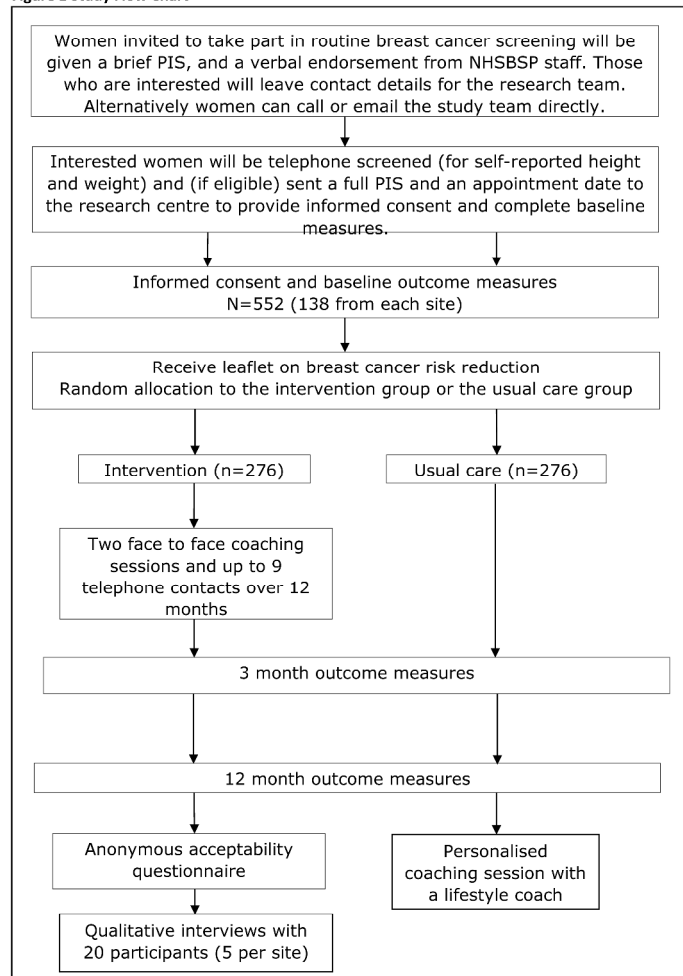 Women invited to take part in routine breast cancer screening will be
given a brief PIS, and a verbal endorsement from NHSBSP staff. Those
who are interested will leave contact details for the research team.
Alternatively women can call or email the study team directly.
Interested women will be telephone screened (for self-reported height
and weight) and (if eligible) sent a full PIS and an appointment date to
the research centre to provide informed consent and complete baseline
measures.
Informed consent and baseline outcome measures
N=552 (138 from each site)
Receive leaflet on breast cancer risk reduction
Random allocation to the intervention group or the usual care group
Intervention (n=276)
Usual care (n=276)
Two face to face coaching
sessions and up to 9
telephone contacts over 12
months
3 month outcome measures
12 month outcome measures
Anonymous acceptability
questionnaire
Personalised
coaching session with
a lifestyle coach
Qualitative interviews with
20 participants (5 per site)